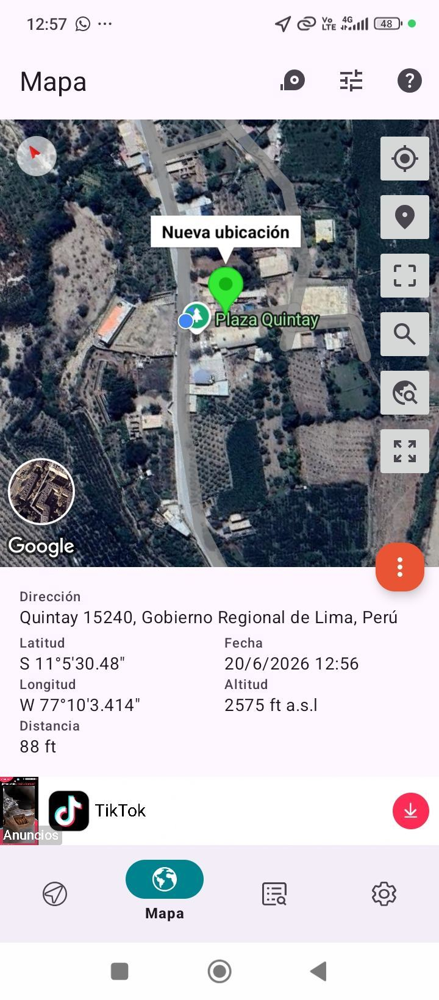 12:57
Vo LTE 4G 48
Mapa
Nueva ubicación
Plaza Quintay
Google
Dirección
Quintay 15240, Gobierno Regional de Lima, Perú
Latitud
Fecha
S 11°5'30.48"
20/6/2026 12:56
Longitud
Altitud
W 77°10'3.414"
2575 ft a.s.l
Distancia
88 ft
TikTok
Anuncios
Mapa